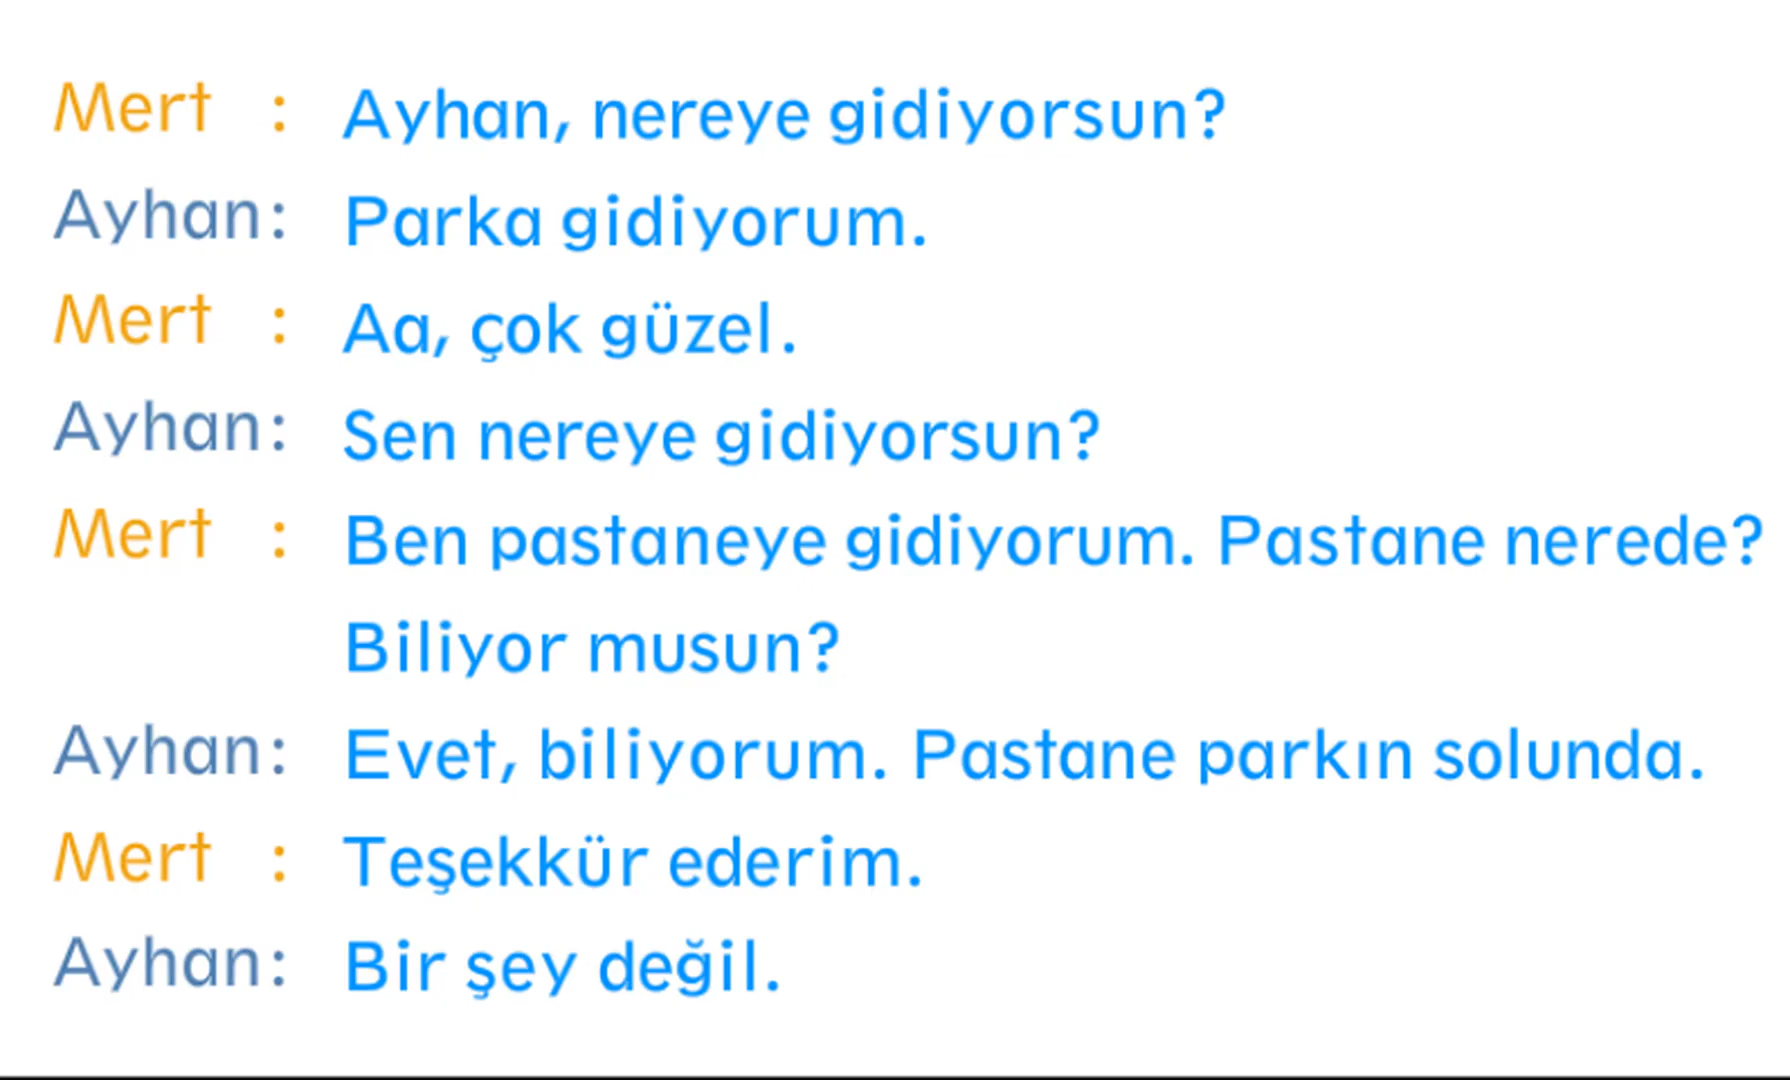 Mert : Ayhan, nereye gidiyorsun?
Ayhan: Parka gidiyorum.
Mert : Aa, çok güzel.
Ayhan: Sen nereye gidiyorsun?
Mert : Ben pastaneye gidiyorum. Pastane nerede?
Biliyor musun?
Ayhan: Evet, biliyorum. Pastane parkın solunda.
Mert : Teşekkür ederim.
Ayhan: Bir şey değil.